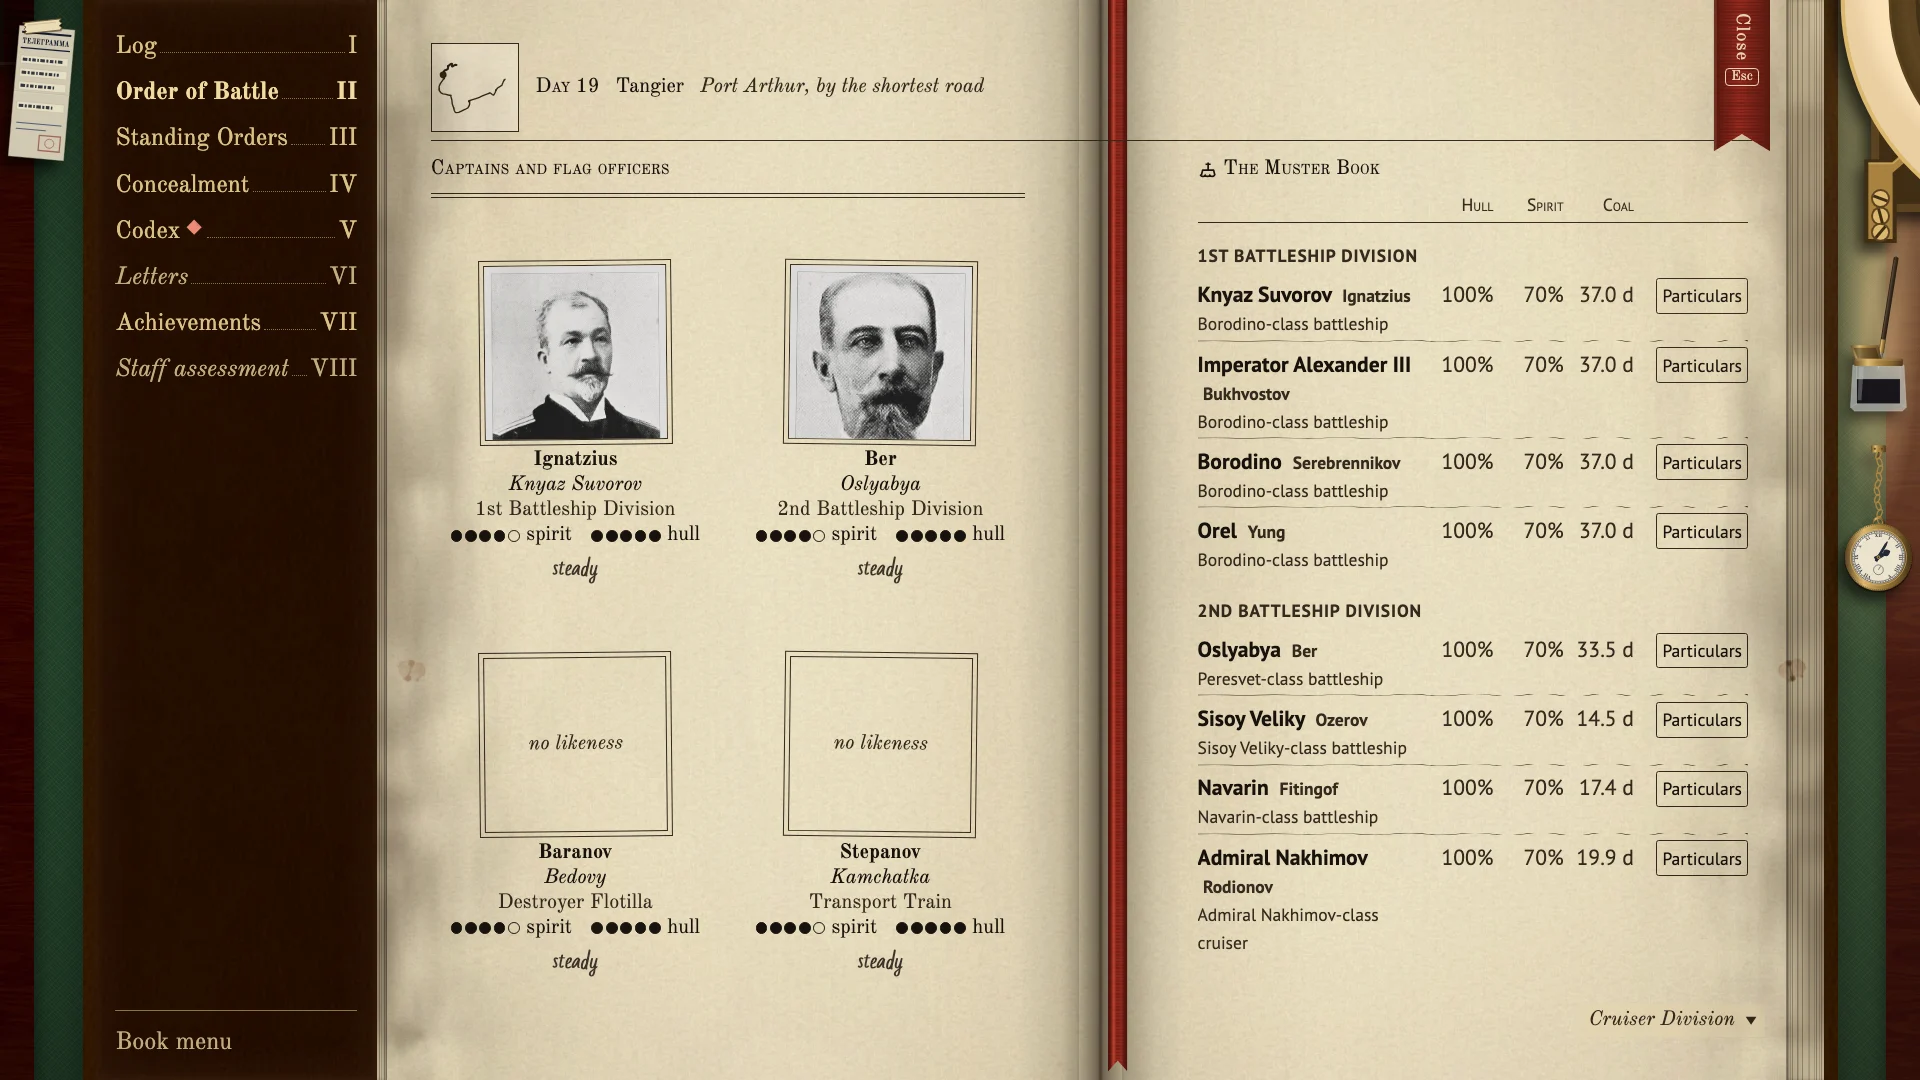 ТЕЛЕГРАММА
Log I
Order of Battle II
Standing Orders III
Concealment IV
Codex V
Letters VI
Achievements VII
Staff assessment VIII
Book menu
Day 19 Tangier Port Arthur, by the shortest road
Captains and flag officers
Ignatzius
Knyaz Suvorov
1st Battleship Division
spirit hull
steady
Ber
Oslyabya
2nd Battleship Division
spirit hull
steady
no likeness
Baranov
Bedovy
Destroyer Flotilla
spirit hull
steady
no likeness
Stepanov
Kamchatka
Transport Train
spirit hull
steady
Close
Esc
The Muster Book
Hull Spirit Coal
1ST BATTLESHIP DIVISION
Knyaz Suvorov Ignatzius 100% 70% 37.0 d Particulars
Borodino-class battleship
Imperator Alexander III 100% 70% 37.0 d Particulars
Bukhvostov
Borodino-class battleship
Borodino Serebrennikov 100% 70% 37.0 d Particulars
Borodino-class battleship
Orel Yung 100% 70% 37.0 d Particulars
Borodino-class battleship
2ND BATTLESHIP DIVISION
Oslyabya Ber 100% 70% 33.5 d Particulars
Peresvet-class battleship
Sisoy Veliky Ozerov 100% 70% 14.5 d Particulars
Sisoy Veliky-class battleship
Navarin Fitingof 100% 70% 17.4 d Particulars
Navarin-class battleship
Admiral Nakhimov 100% 70% 19.9 d Particulars
Rodionov
Admiral Nakhimov-class
cruiser
Cruiser Division